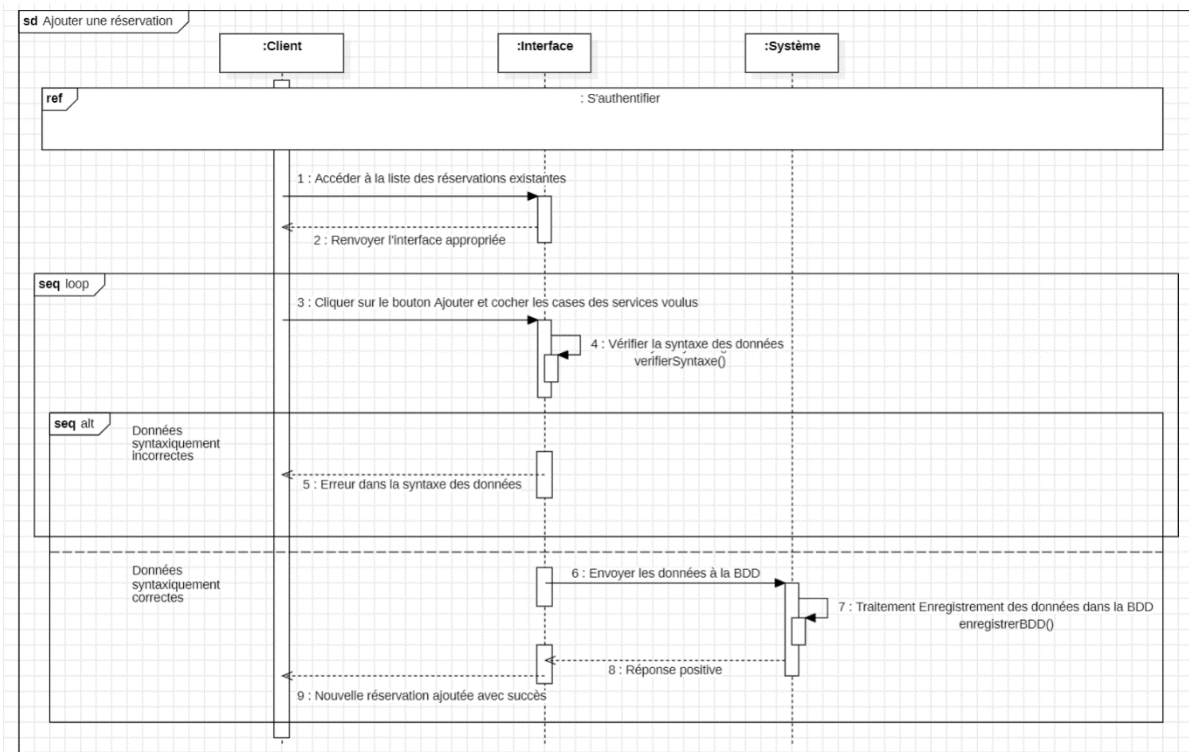 sd Ajouter une réservation
:Client
:Interface
:Système
ref
: S'authentifier
1 : Accéder à la liste des réservations existantes
2 : Renvoyer l'interface appropriée
seq loop
3 : Cliquer sur le bouton Ajouter et cocher les cases des services voulus
4 : Vérifier la syntaxe des données
verifierSyntaxe()
seq alt
Données
syntaxiquement
incorrectes
5 : Erreur dans la syntaxe des données
Données
syntaxiquement
correctes
6 : Envoyer les données à la BDD
7 : Traitement Enregistrement des données dans la BDD
enregistrerBDD()
8 : Réponse positive
9 : Nouvelle réservation ajoutée avec succès